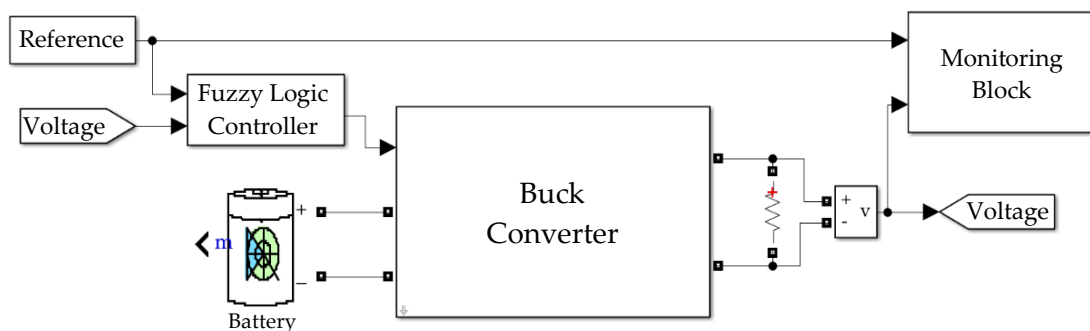 Reference
Monitoring
Block
Fuzzy Logic
Controller
Voltage
Buck
Converter
+
-
v
Voltage
+
m
–
Battery